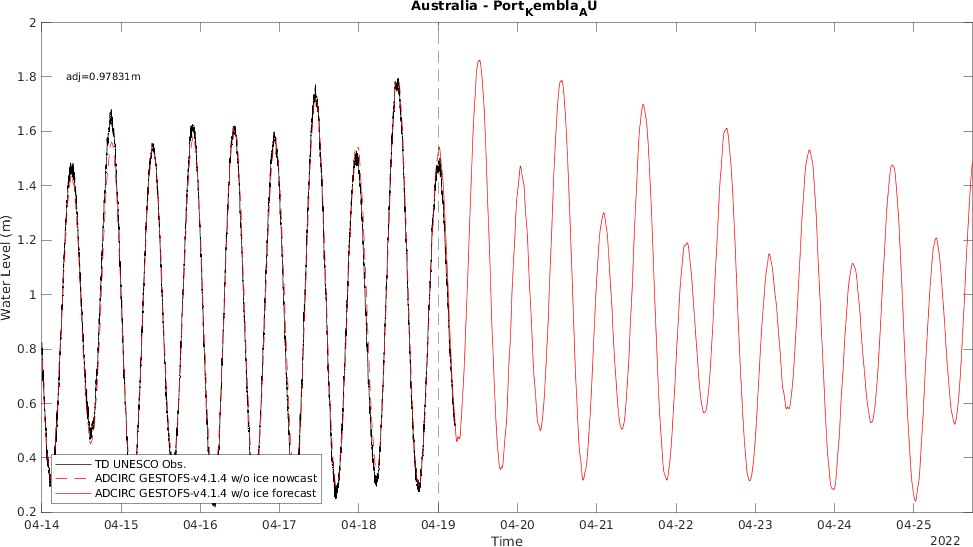 Australia - Port_Kembla_AU
2
1.8
adj=0.97831m
1.6
1.4
1.2
1
0.8
0.6
0.4
0.2
Water Level (m)
TD UNESCO Obs.
ADCIRC GESTOFS-v4.1.4 w/o ice nowcast
ADCIRC GESTOFS-v4.1.4 w/o ice forecast
04-14 04-15 04-16 04-17 04-18 04-19 04-20 04-21 04-22 04-23 04-24 04-25
Time
2022